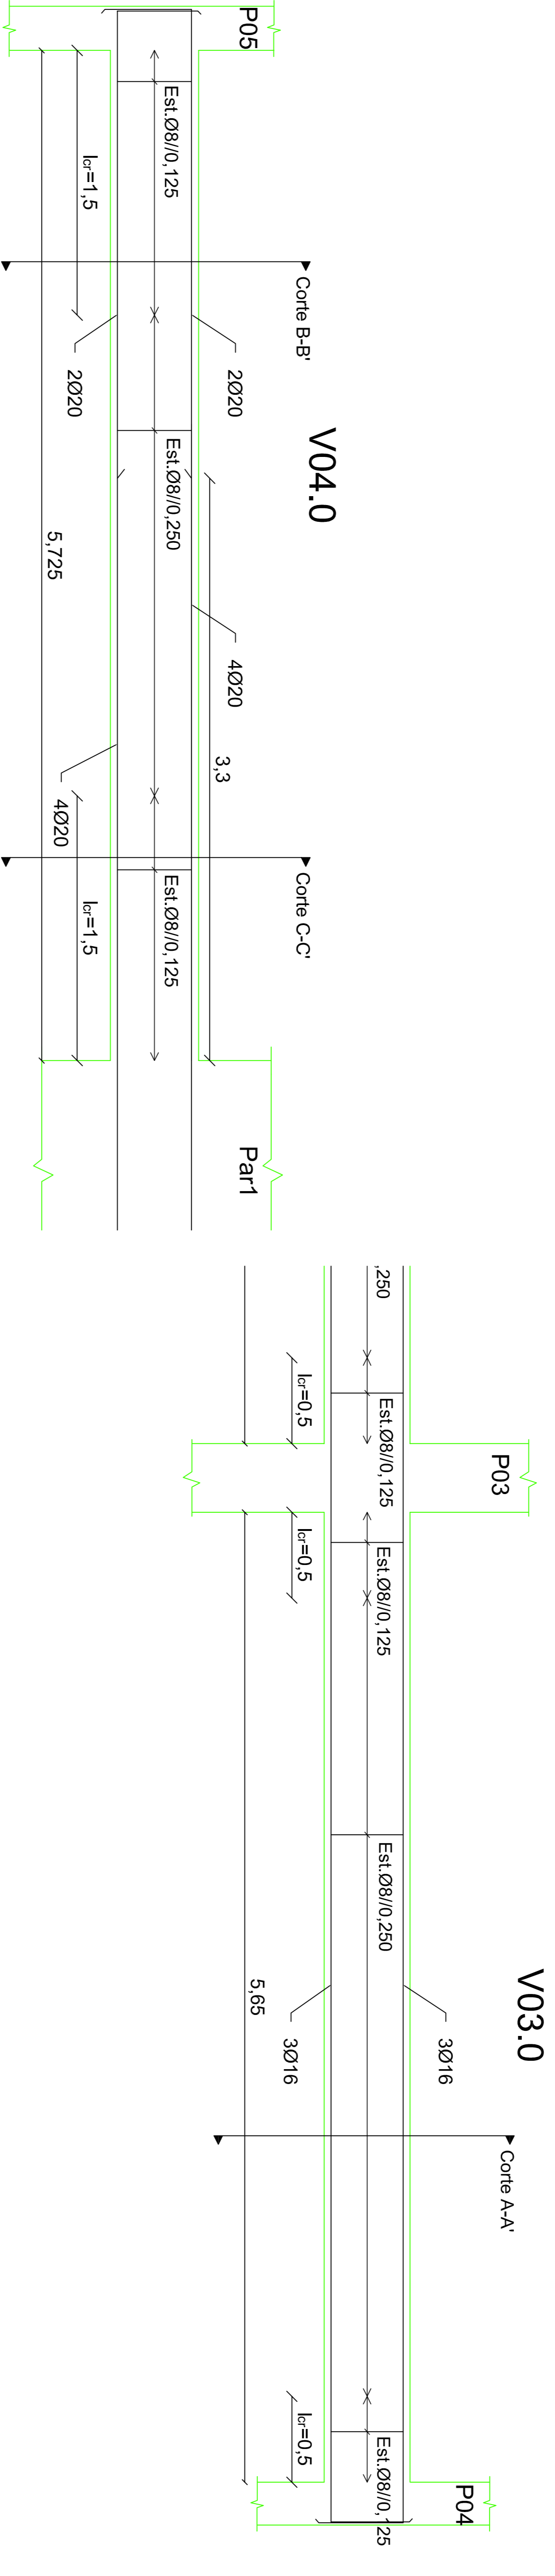 V04.0
Corte B-B'
Corte C-C'
P05
Par1
2Ø20
4Ø20
3,3
Est.Ø8//0,125
Est.Ø8//0,250
Est.Ø8//0,125
lcr=1,5
2Ø20
4Ø20
lcr=1,5
5,725
V03.0
Corte A-A'
P03
P04
3Ø16
,250
Est.Ø8//0,125
Est.Ø8//0,125
Est.Ø8//0,250
Est.Ø8//0,125
lcr=0,5
lcr=0,5
3Ø16
lcr=0,5
5,65